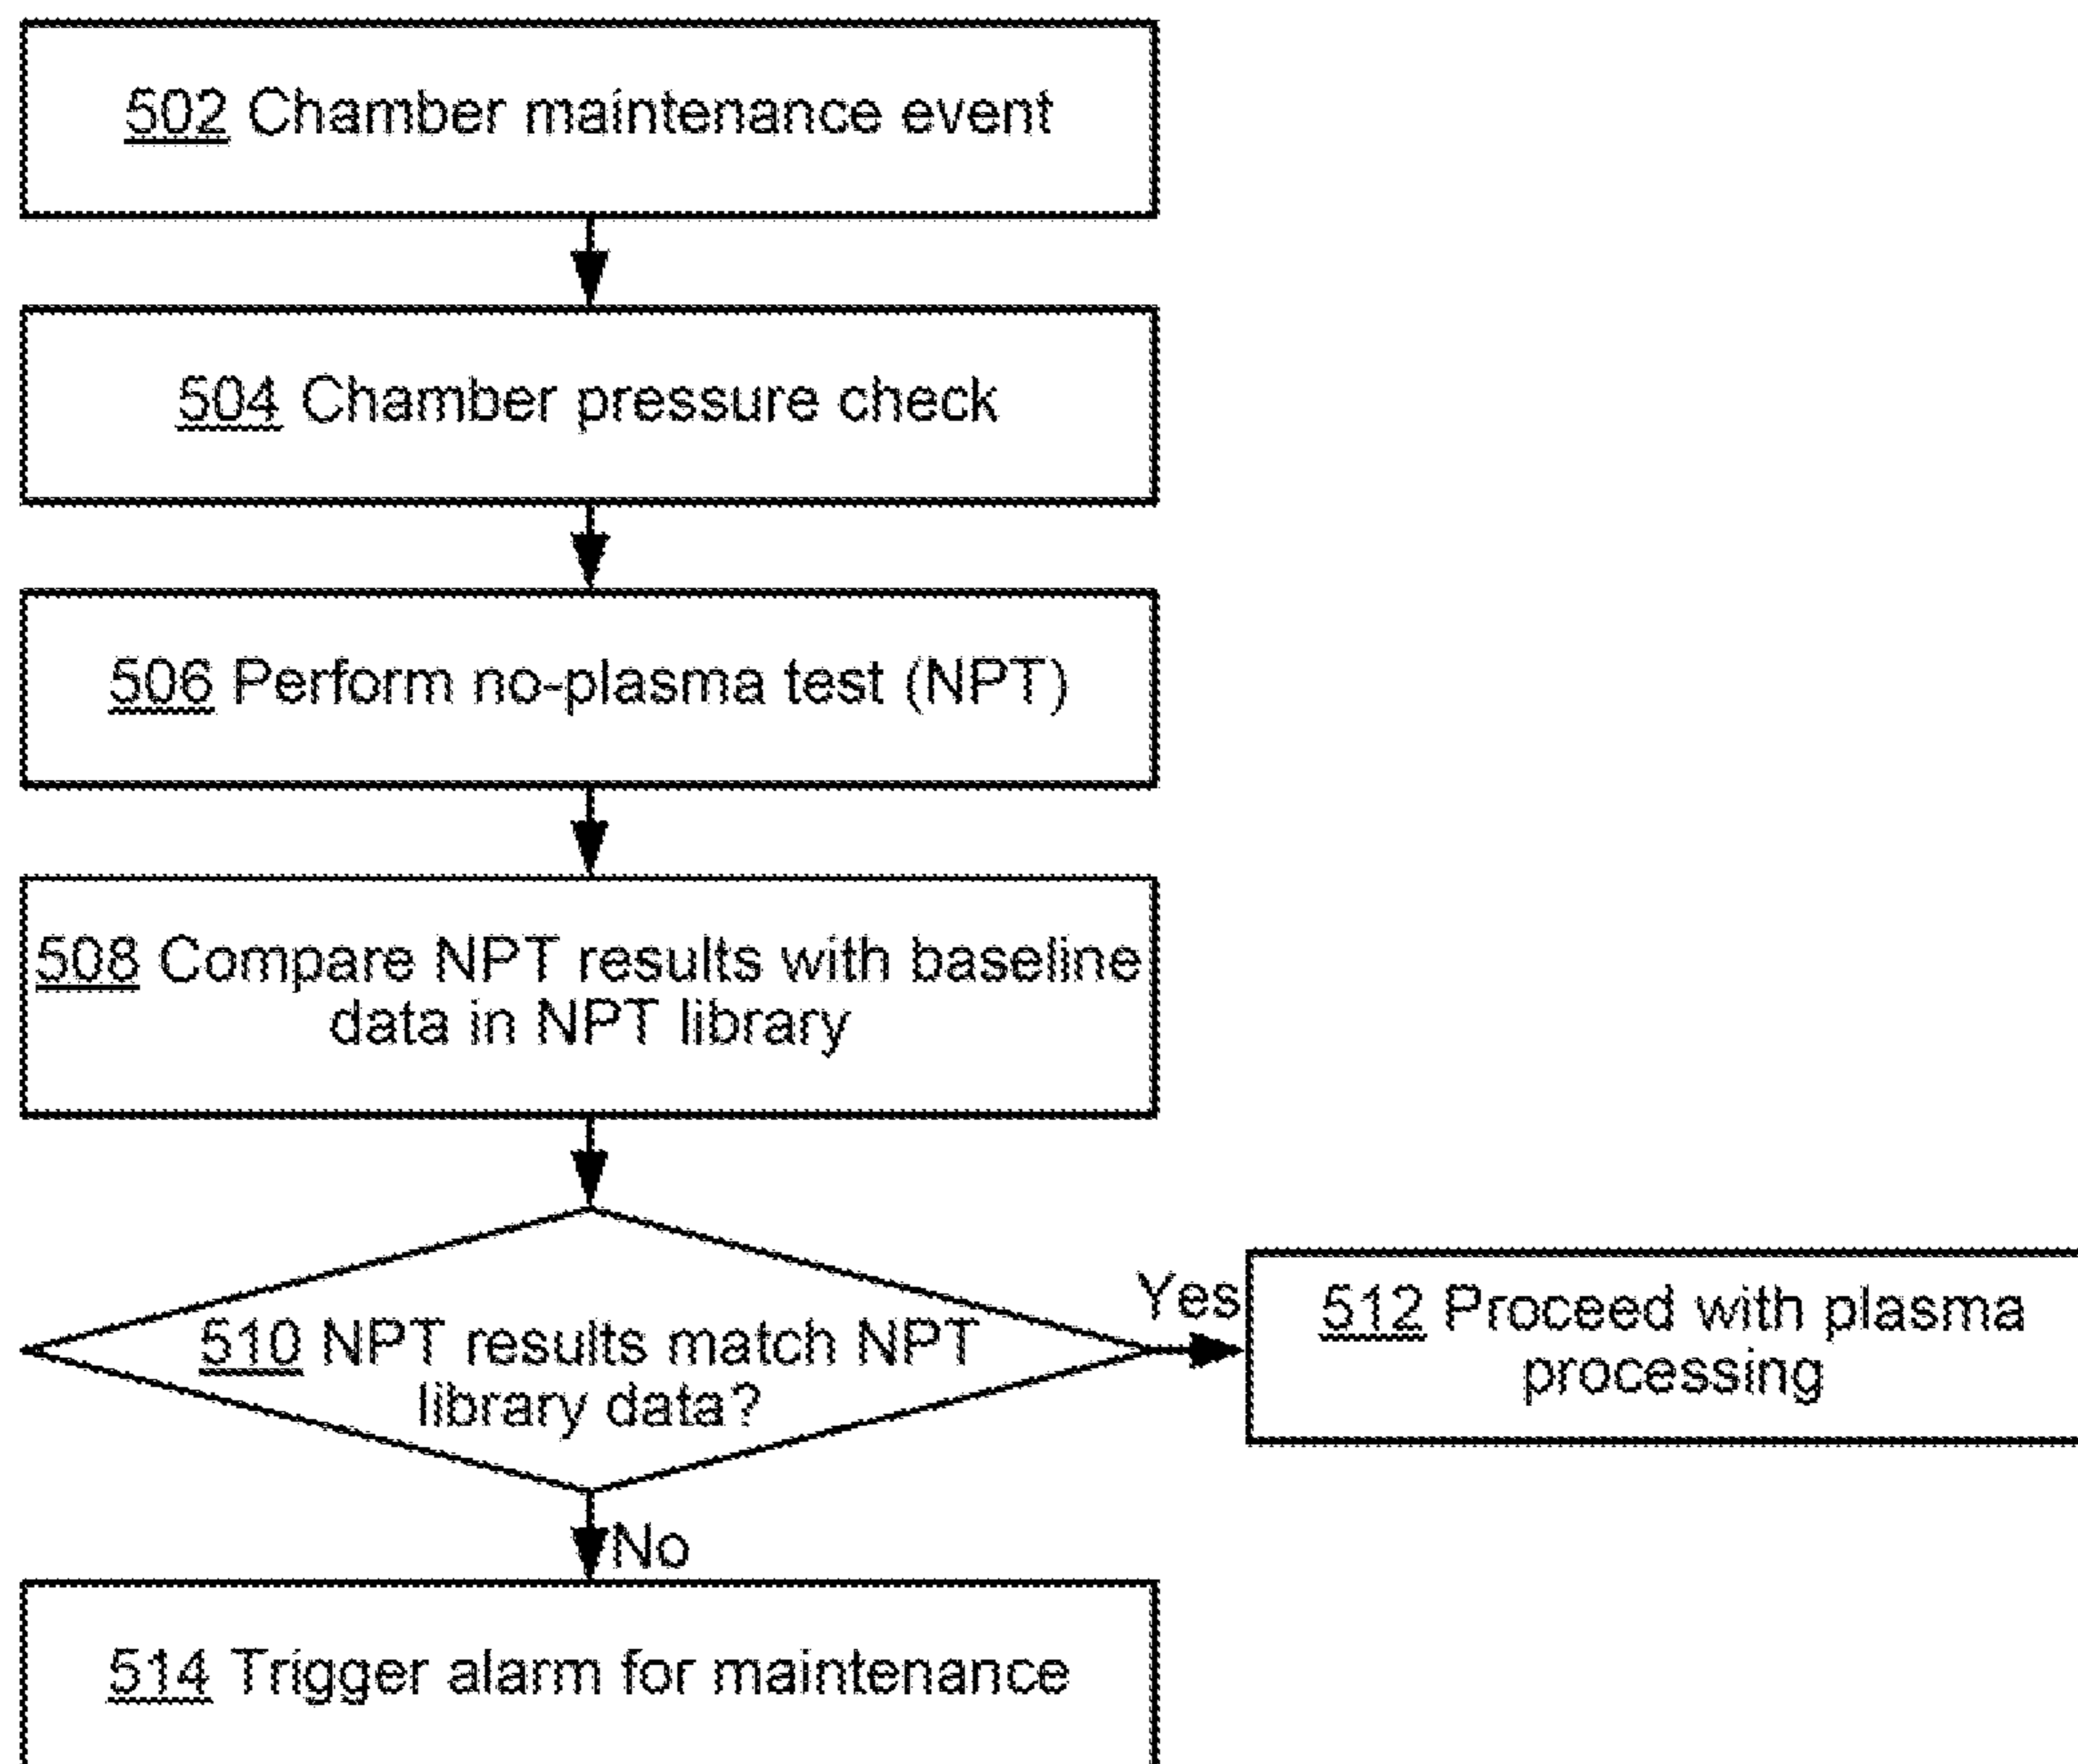 502 Chamber maintenance event
504 Chamber pressure check
506 Perform no-plasma test (NPT)
508 Compare NPT results with baseline
data in NPT library
510 NPT results match NPT
library data?
Yes
512 Proceed with plasma
processing
No
514 Trigger alarm for maintenance